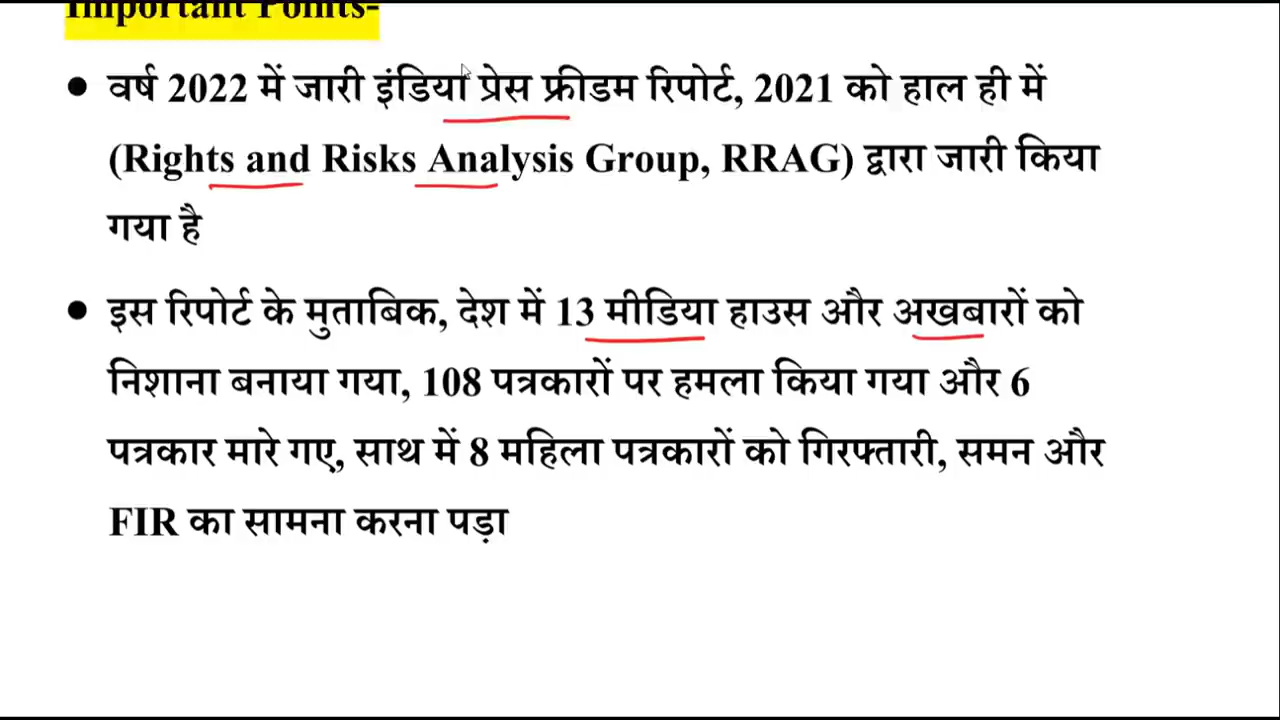 Important Points-
• वर्ष 2022 में जारी इंडिया प्रेस फ्रीडम रिपोर्ट, 2021 को हाल ही में
(Rights and Risks Analysis Group, RRAG) द्वारा जारी किया
गया है
• इस रिपोर्ट के मुताबिक, देश में 13 मीडिया हाउस और अखबारों को
निशाना बनाया गया, 108 पत्रकारों पर हमला किया गया और 6
पत्रकार मारे गए, साथ में 8 महिला पत्रकारों को गिरफ्तारी, समन और
FIR का सामना करना पड़ा